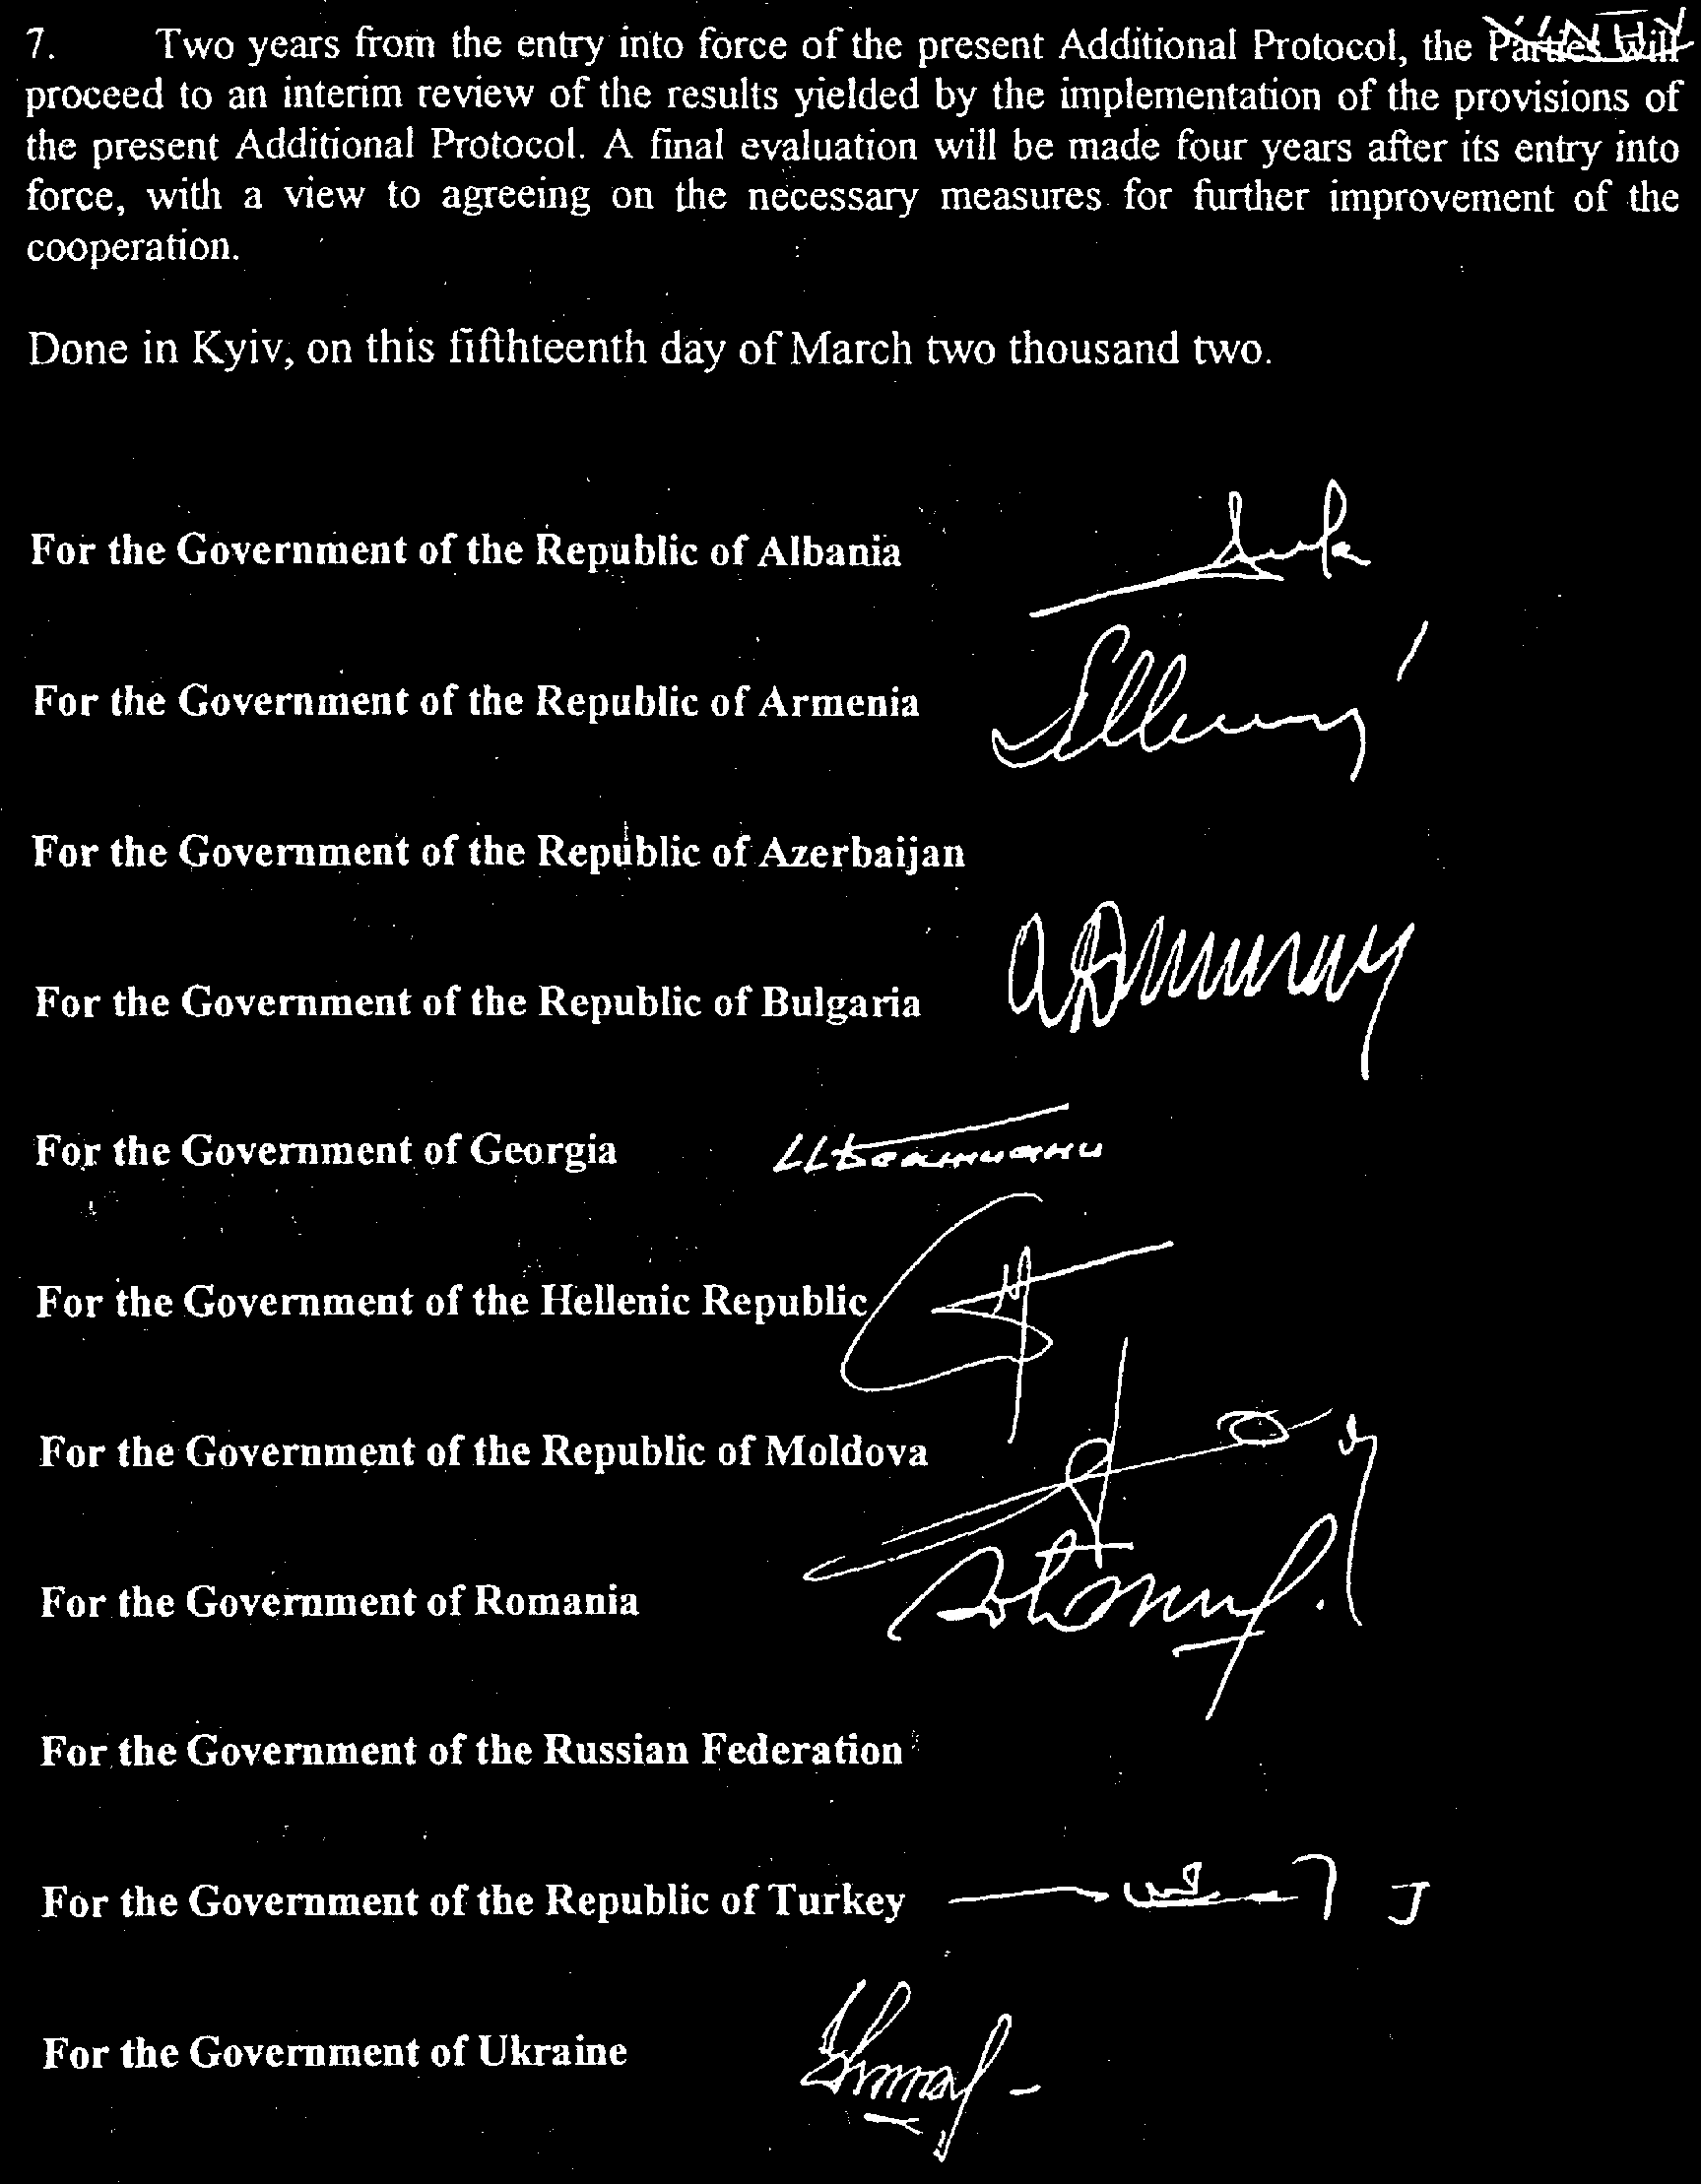 7. Two years from the entry into force of the present Additional Protocol, the Parties will
proceed to an interim review of the results yielded by the implementation of the provisions of
the present Additional Protocol. A final evaluation will be made four years after its entry into
force, with a view to agreeing on the necessary measures for further improvement of the
cooperation.
Done in Kyiv, on this fifthteenth day of March two thousand two.
For the Government of the Republic of Albania
For the Government of the Republic of Armenia
For the Government of the Republic of Azerbaijan
For the Government of the Republic of Bulgaria
For the Government of Georgia
For the Government of the Hellenic Republic
For the Government of the Republic of Moldova
For the Government of Romania
For the Government of the Russian Federation
For the Government of the Republic of Turkey
For the Government of Ukraine